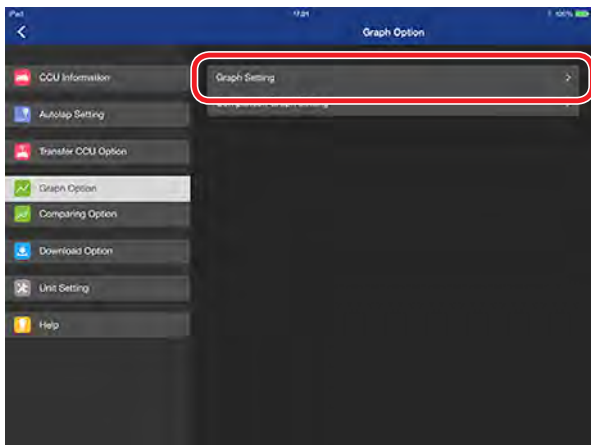 iPad 17:01 100%
Graph Option
CCU Information
Graph Setting
Autolap Setting
Transfer CCU Option
Graph Option
Comparing Option
Download Option
Unit Setting
Help